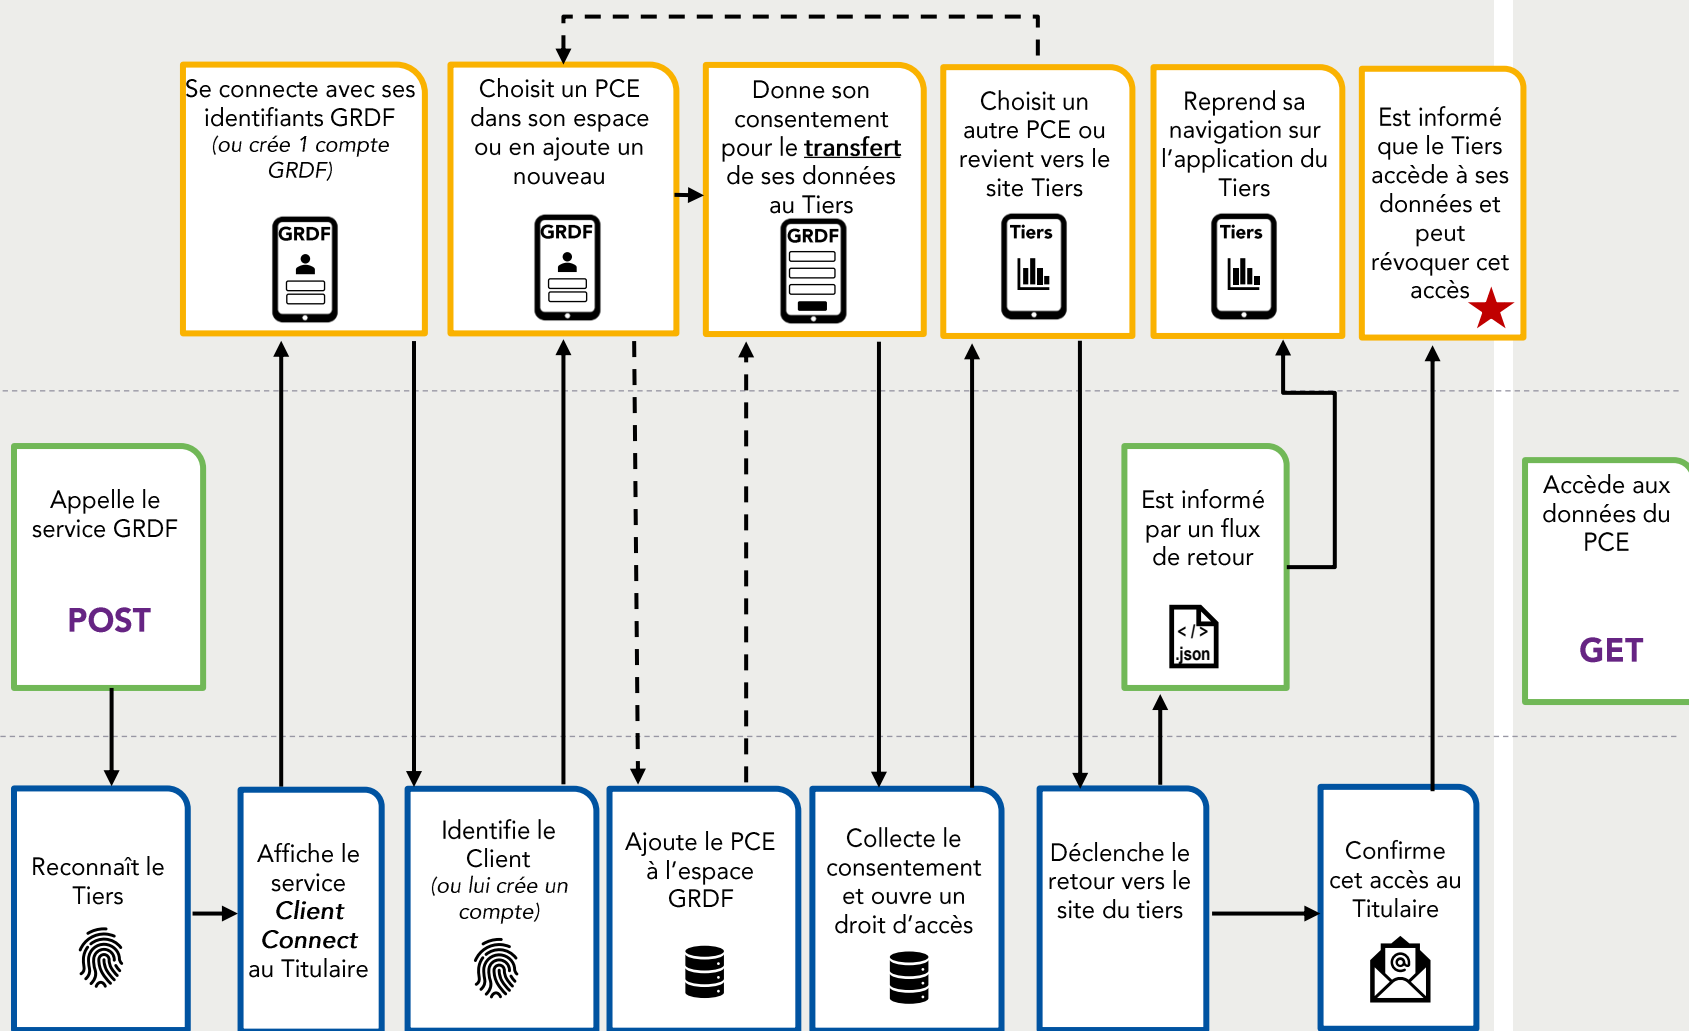 Se connecte avec ses
identifiants GRDF
(ou crée 1 compte
GRDF)
GRDF
Choisit un PCE
dans son espace
ou en ajoute un
nouveau
GRDF
Donne son
consentement
pour le transfert
de ses données
au Tiers
GRDF
Choisit un
autre PCE ou
revient vers le
site Tiers
Tiers
Reprend sa
navigation sur
l'application du
Tiers
Tiers
Est informé
que le Tiers
accède à ses
données et
peut
révoquer cet
accès
Appelle le
service GRDF
POST
Est informé
par un flux
de retour
</>
.json
Accède aux
données du
PCE
GET
Reconnaît le
Tiers
Affiche le
service
Client
Connect
au Titulaire
Identifie le
Client
(ou lui crée un
compte)
Ajoute le PCE
à l'espace
GRDF
Collecte le
consentement
et ouvre un
droit d'accès
Déclenche le
retour vers le
site du tiers
Confirme
cet accès au
Titulaire
@